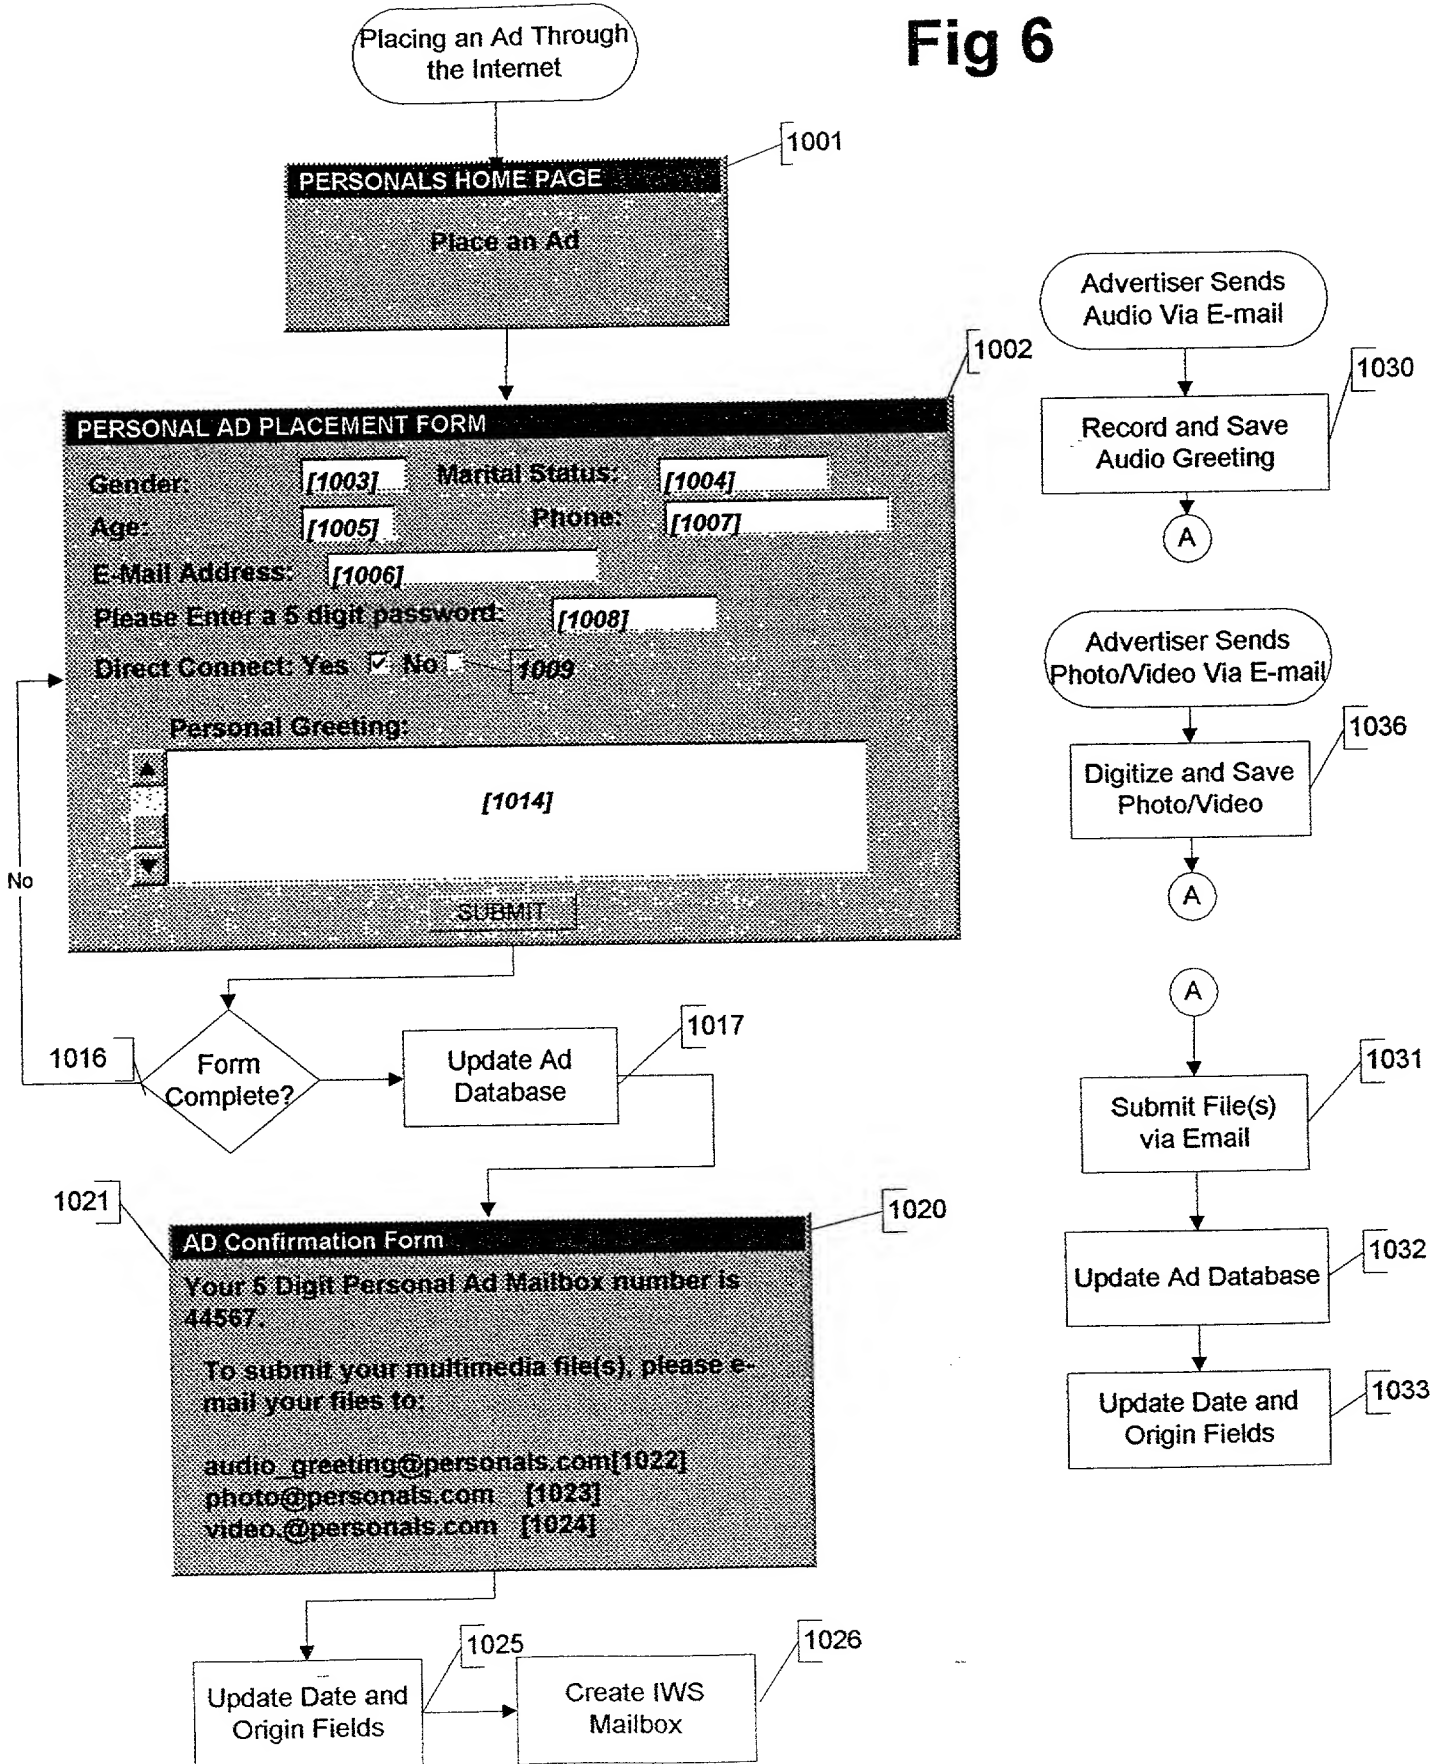 Fig 6
Placing an Ad Through
the Internet
1001
PERSONALS HOME PAGE
Place an Ad
1002
PERSONAL AD PLACEMENT FORM
Gender: [1003] Marital Status: [1004]
Age: [1005] Phone: [1007]
E-Mail Address: [1006]
Please Enter a 5 digit password: [1008]
Direct Connect: Yes No 1009
Personal Greeting:
[1014]
SUBMIT
No
1016
Form
Complete?
Update Ad
Database
1017
1021
1020
AD Confirmation Form
Your 5 Digit Personal Ad Mailbox number is
44567.
To submit your multimedia file(s), please e-
mail your files to:
audio_greeting@personals.com[1022]
photo@personals.com [1023]
video.@personals.com [1024]
Update Date and
Origin Fields
1025
Create IWS
Mailbox
1026
Advertiser Sends
Audio Via E-mail
1030
Record and Save
Audio Greeting
A
Advertiser Sends
Photo/Video Via E-mail
1036
Digitize and Save
Photo/Video
A
A
1031
Submit File(s)
via Email
1032
Update Ad Database
1033
Update Date and
Origin Fields